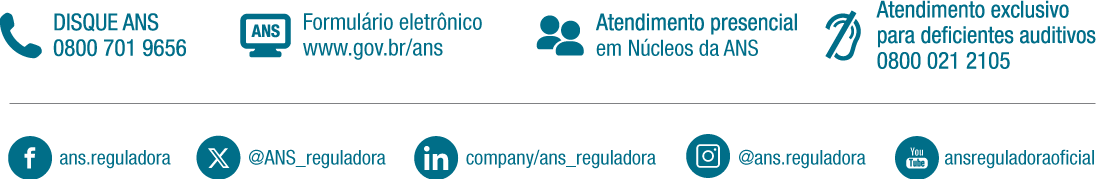 DISQUE ANS
0800 701 9656
ANS
Formulário eletrônico
www.gov.br/ans
Atendimento presencial
em Núcleos da ANS
Atendimento exclusivo
para deficientes auditivos
0800 021 2105
ans.reguladora
@ANS_reguladora
company/ans_reguladora
@ans.reguladora
You
Tube
ansreguladoraoficial